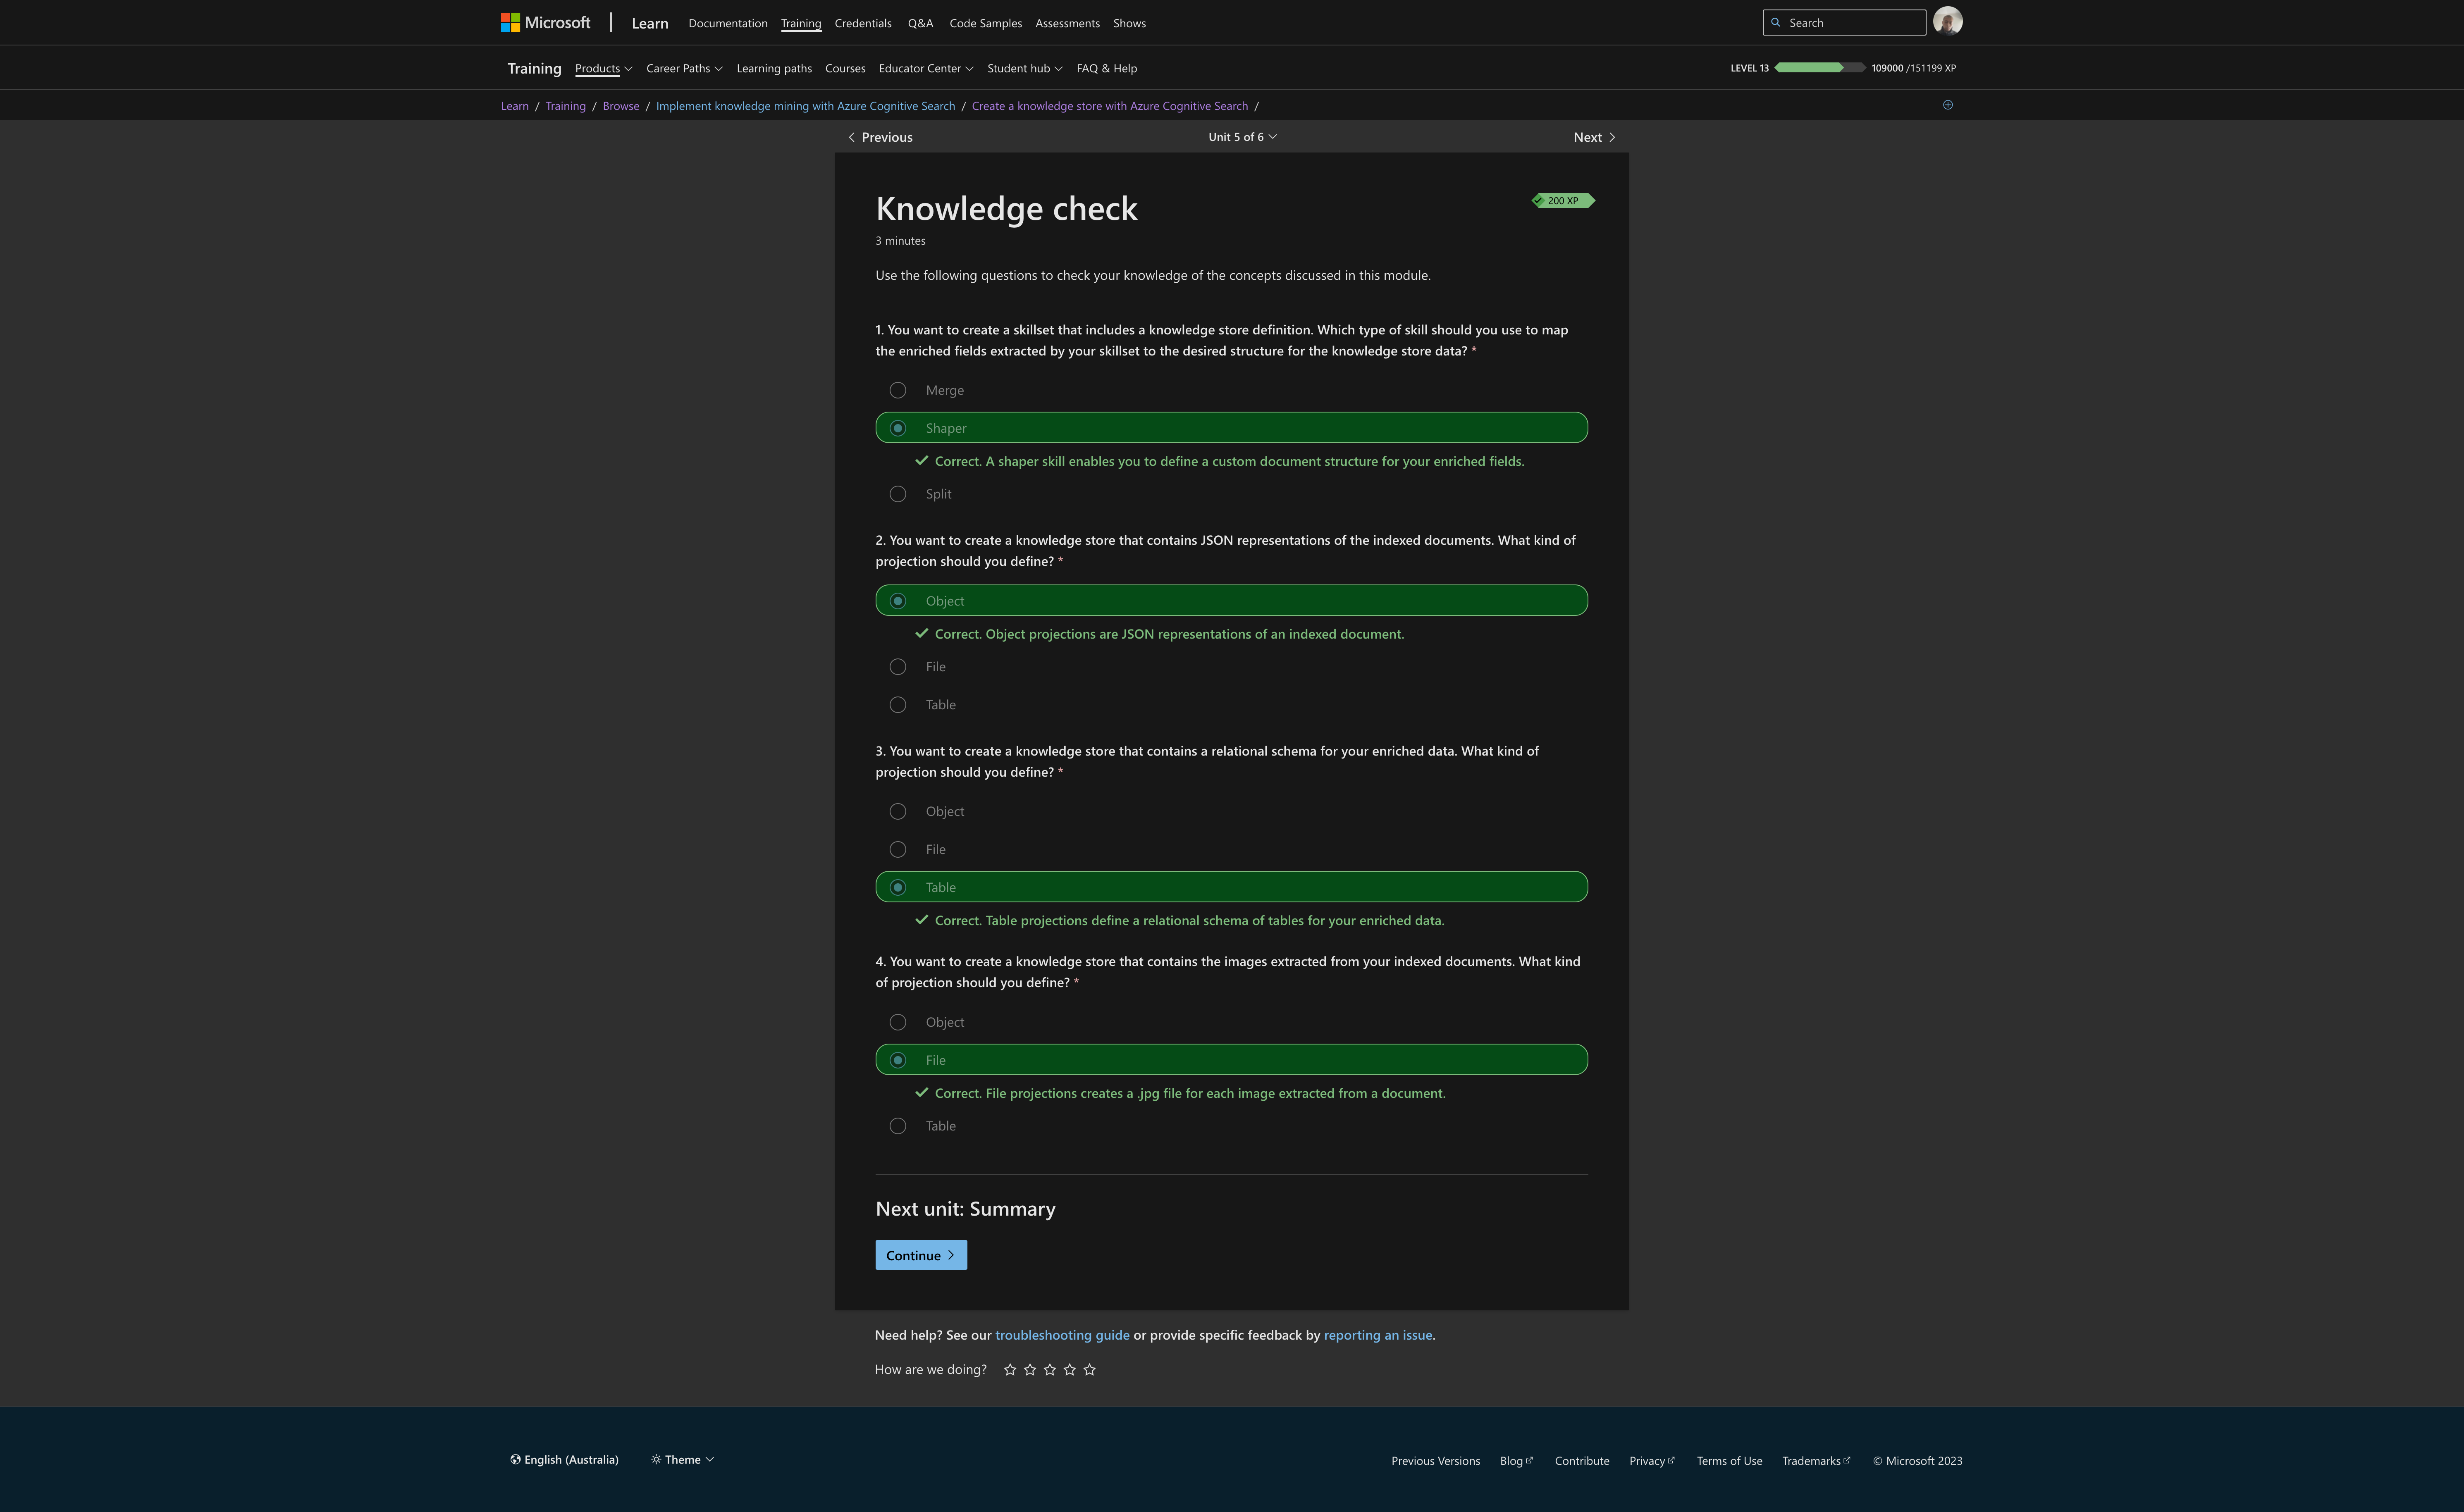 Microsoft Learn Documentation Training Credentials Q&A Code Samples Assessments Shows Search
Training Products Career Paths Learning paths Courses Educator Center Student hub FAQ & Help LEVEL 13 109000 /151199 XP
Learn / Training / Browse / Implement knowledge mining with Azure Cognitive Search / Create a knowledge store with Azure Cognitive Search /
Previous Unit 5 of 6 Next
Knowledge check
200 XP
3 minutes
Use the following questions to check your knowledge of the concepts discussed in this module.
1. You want to create a skillset that includes a knowledge store definition. Which type of skill should you use to map
the enriched fields extracted by your skillset to the desired structure for the knowledge store data? *
Merge
Shaper
Correct. A shaper skill enables you to define a custom document structure for your enriched fields.
Split
2. You want to create a knowledge store that contains JSON representations of the indexed documents. What kind of
projection should you define? *
Object
Correct. Object projections are JSON representations of an indexed document.
File
Table
3. You want to create a knowledge store that contains a relational schema for your enriched data. What kind of
projection should you define? *
Object
File
Table
Correct. Table projections define a relational schema of tables for your enriched data.
4. You want to create a knowledge store that contains the images extracted from your indexed documents. What kind
of projection should you define? *
Object
File
Correct. File projections creates a .jpg file for each image extracted from a document.
Table
Next unit: Summary
Continue
Need help? See our troubleshooting guide or provide specific feedback by reporting an issue.
How are we doing?
English (Australia) Theme Previous Versions Blog Contribute Privacy Terms of Use Trademarks © Microsoft 2023